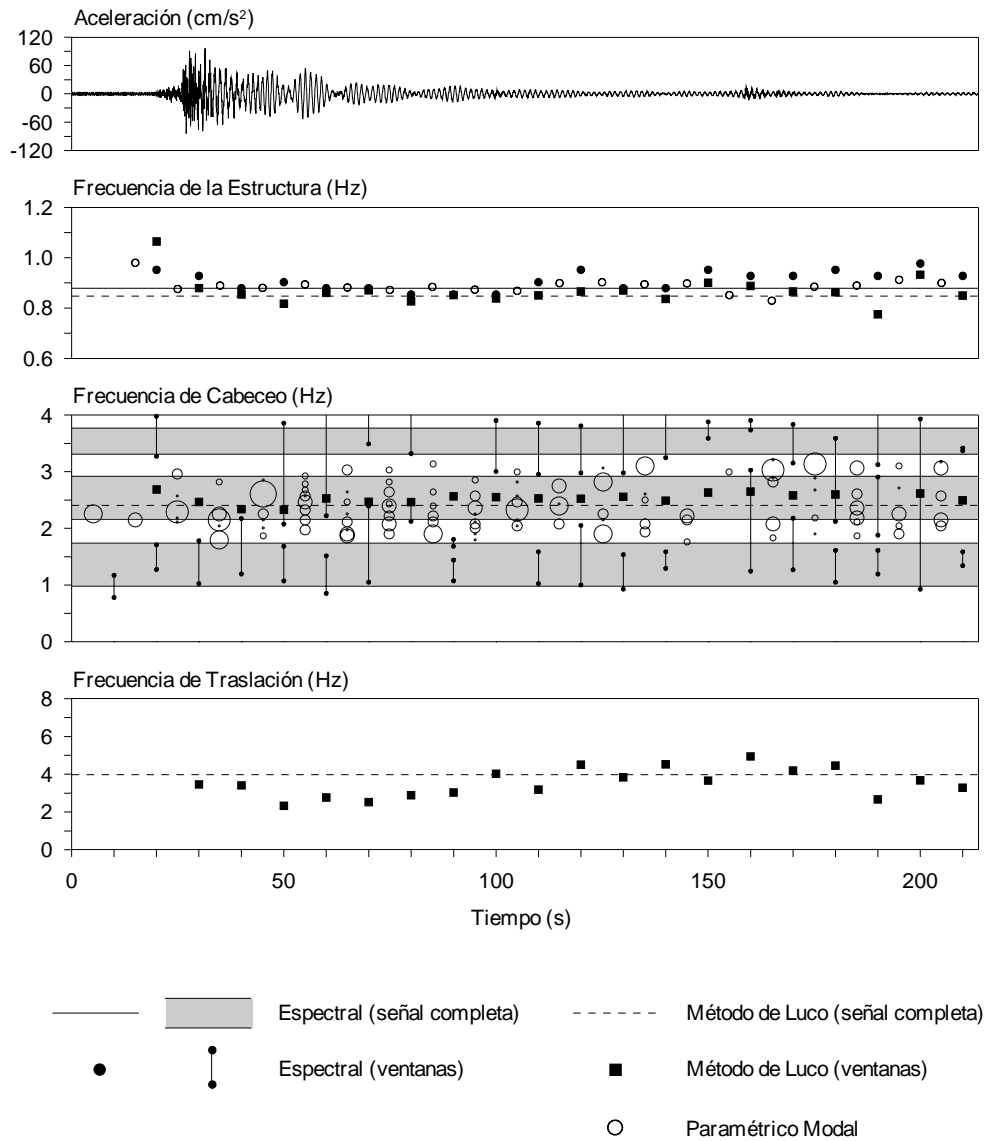 Aceleración (cm/s²)
120
60
0
-60
-120
Frecuencia de la Estructura (Hz)
1.2
1.0
0.8
0.6
Frecuencia de Cabeceo (Hz)
4
3
2
1
0
Frecuencia de Traslación (Hz)
8
6
4
2
0
0 50 100 150 200
Tiempo (s)
Espectral (señal completa) Método de Luco (señal completa)
Espectral (ventanas) Método de Luco (ventanas)
Paramétrico Modal